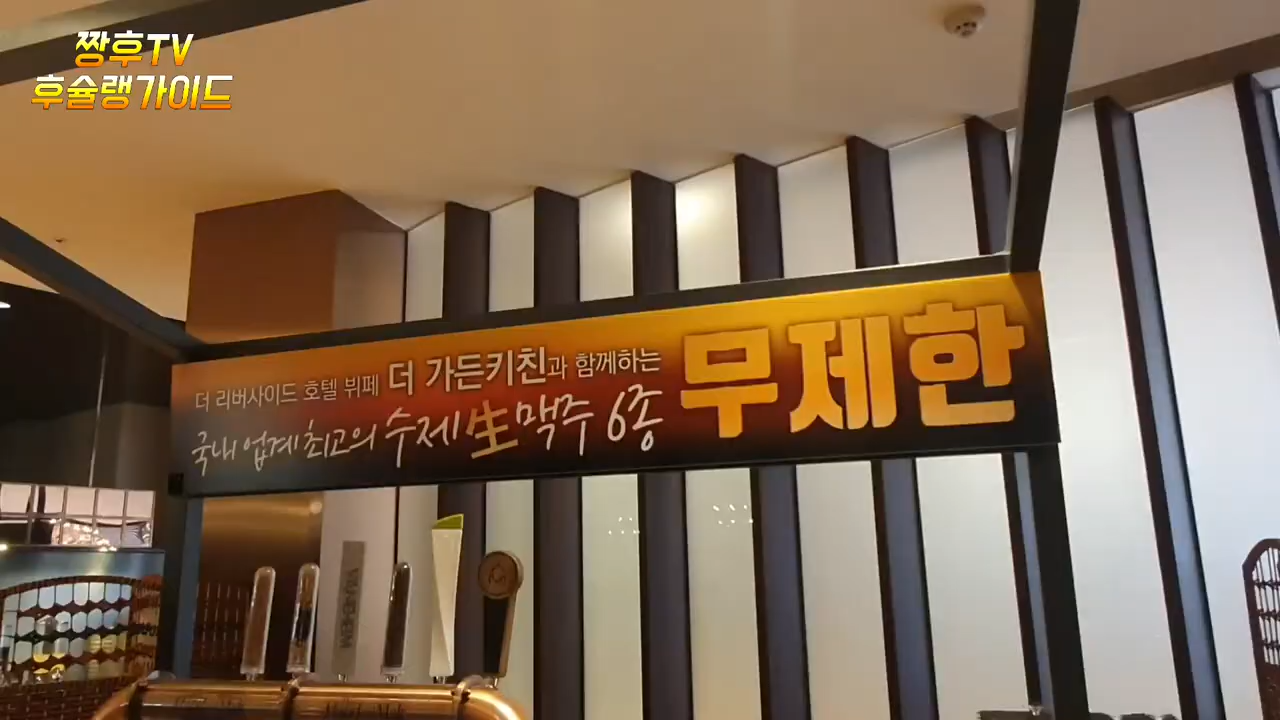 짱후TV
후슐랭가이드
더 리버사이드 호텔 뷔페 더 가든키친과 함께하는
국내 업계 최고의 수제生맥주 6종
무제한